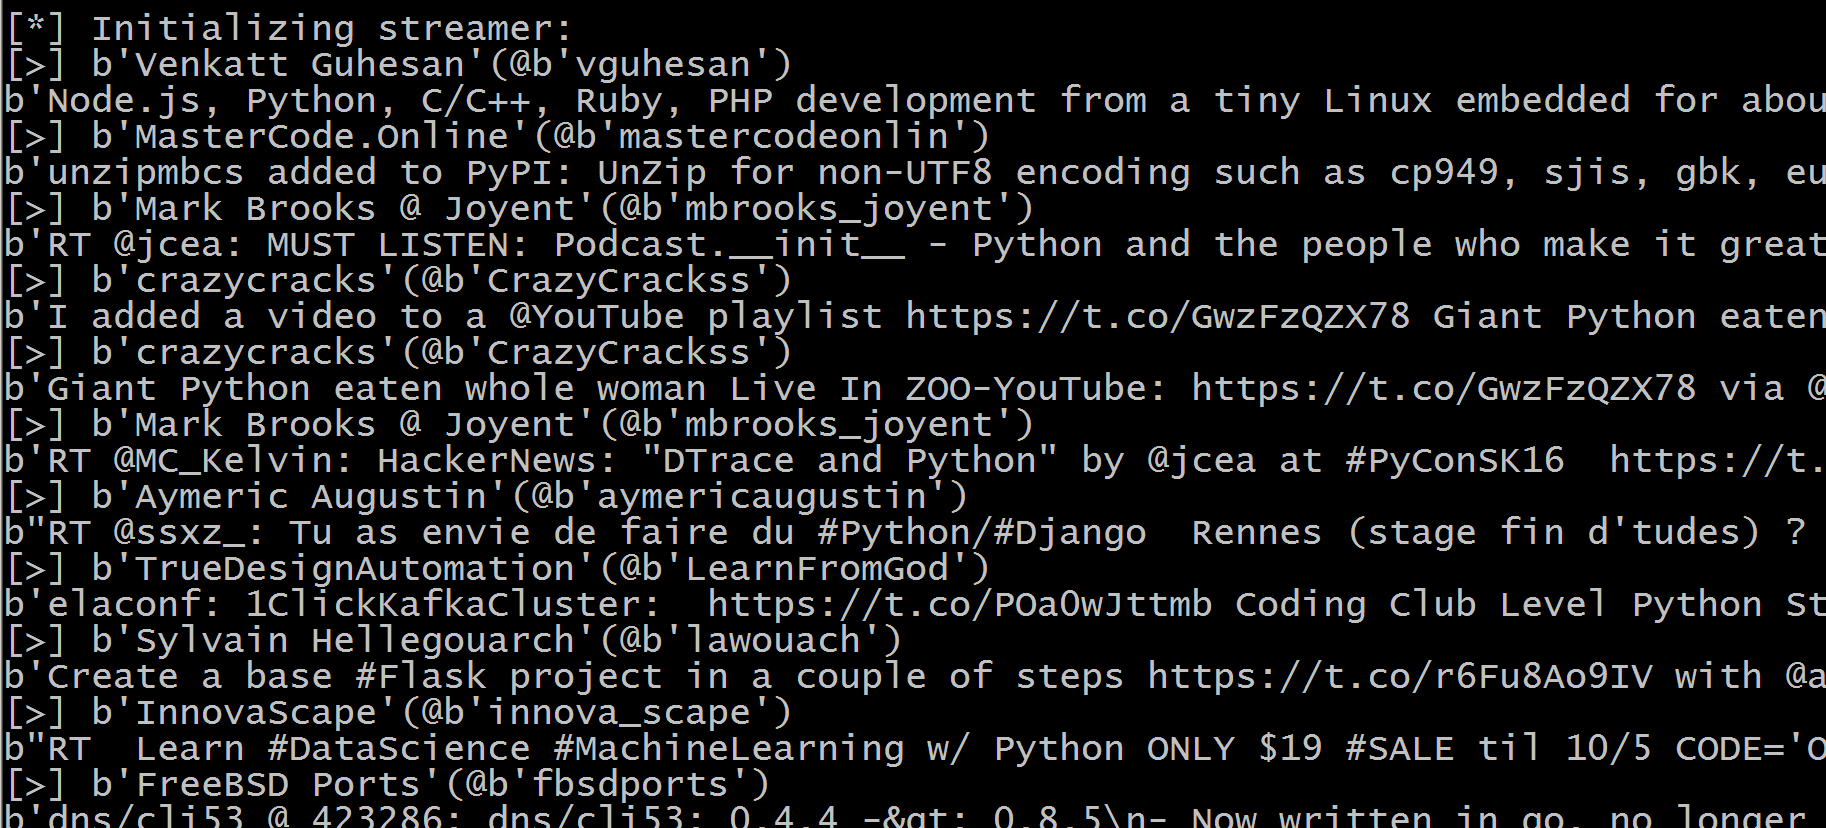 [*] Initializing streamer:
[>] b'Venkatt Guhesan'(@b'vguhesan')
b'Node.js, Python, C/C++, Ruby, PHP development from a tiny Linux embedded for abou
[>] b'MasterCode.Online'(@b'mastercodeonlin')
b'unzipmbcs added to PyPI: UnZip for non-UTF8 encoding such as cp949, sjis, gbk, eu
[>] b'Mark Brooks @ Joyent'(@b'mbrooks_joyent')
b'RT @jcea: MUST LISTEN: Podcast.__init__ - Python and the people who make it great
[>] b'crazycracks'(@b'CrazyCrackss')
b'I added a video to a @YouTube playlist https://t.co/GwzFzQZX78 Giant Python eaten
[>] b'crazycracks'(@b'CrazyCrackss')
b'Giant Python eaten whole woman Live In ZOO-YouTube: https://t.co/GwzFzQZX78 via @
[>] b'Mark Brooks @ Joyent'(@b'mbrooks_joyent')
b'RT @MC_Kelvin: HackerNews: "DTrace and Python" by @jcea at #PyConSK16  https://t.
[>] b'Aymeric Augustin'(@b'aymericaugustin')
b"RT @ssxz_: Tu as envie de faire du #Python/#Django  Rennes (stage fin d'tudes) ?
[>] b'TrueDesignAutomation'(@b'LearnFromGod')
b'elaconf: 1ClickKafkaCluster:  https://t.co/POa0wJttmb Coding Club Level Python St
[>] b'Sylvain Hellegouarch'(@b'lawouach')
b'Create a base #Flask project in a couple of steps https://t.co/r6Fu8Ao9IV with @a
[>] b'InnovaScape'(@b'innova_scape')
b"RT  Learn #DataScience #MachineLearning w/ Python ONLY $19 #SALE til 10/5 CODE='O
[>] b'FreeBSD Ports'(@b'fbsdports')
b'dns/cli53 @ 423286: dns/cli53: 0.4.4 -&gt; 0.8.5\n- Now written in go, no longer